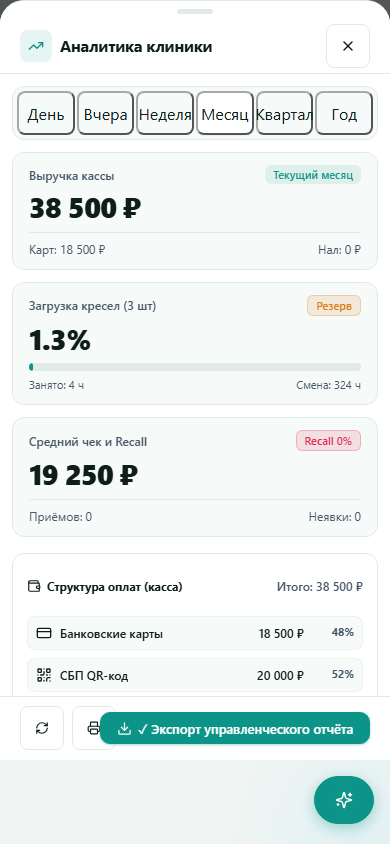 Аналитика клиники
День Вчера Неделя Месяц Квартал Год
Выручка кассы Текущий месяц
38 500 ₽
Карт: 18 500 ₽ Нал: 0 ₽
Загрузка кресел (3 шт) Резерв
1.3%
Занято: 4 ч Смена: 324 ч
Средний чек и Recall Recall 0%
19 250 ₽
Приёмов: 0 Неявки: 0
Структура оплат (касса) Итого: 38 500 ₽
Банковские карты 18 500 ₽ 48%
СБП QR-код 20 000 ₽ 52%
✓ Экспорт управленческого отчёта